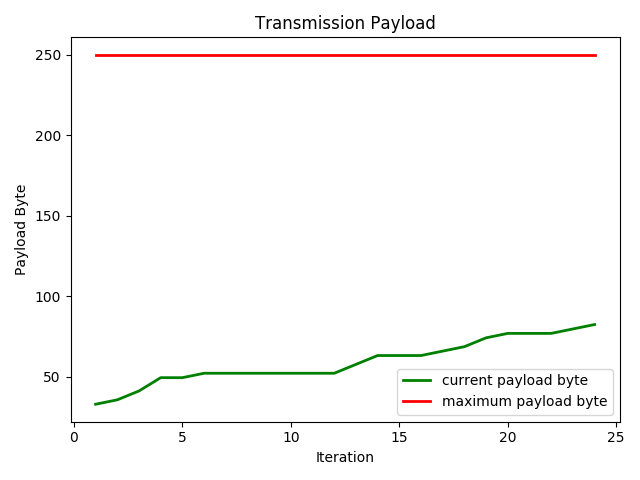 Transmission Payload
250
200
150
100
50
Payload Byte
0
5
10
15
20
25
Iteration
current payload byte
maximum payload byte